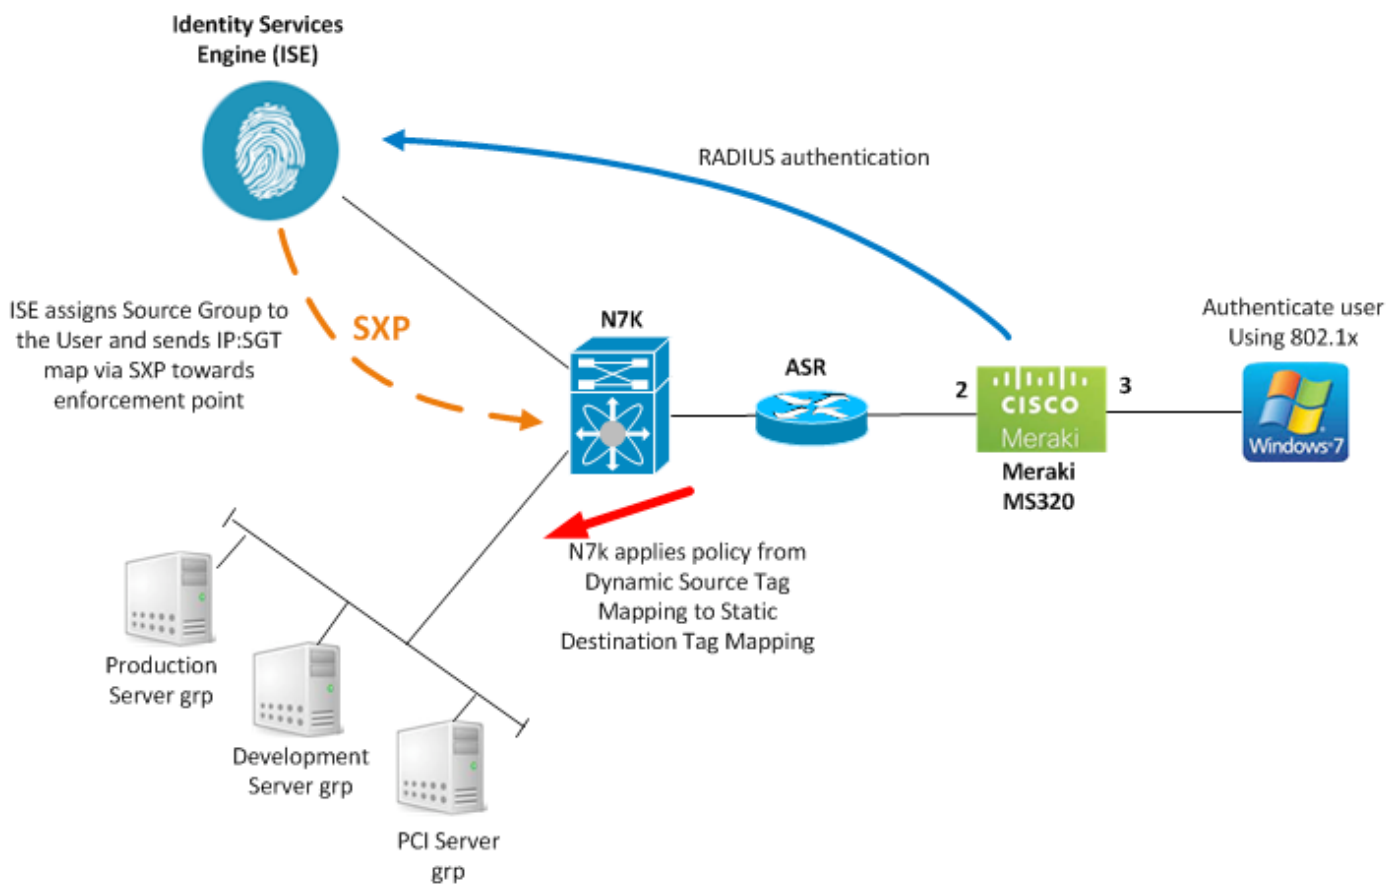 Identity Services
Engine (ISE)
RADIUS authentication
ISE assigns Source Group to
the User and sends IP:SGT
map via SXP towards
enforcement point
SXP
N7K
ASR
2
CISCO
Meraki
3
Meraki
MS320
Authenticate user
Using 802.1x
Windows 7
N7k applies policy from
Dynamic Source Tag
Mapping to Static
Destination Tag Mapping
Production
Server grp
Development
Server grp
PCI Server
grp